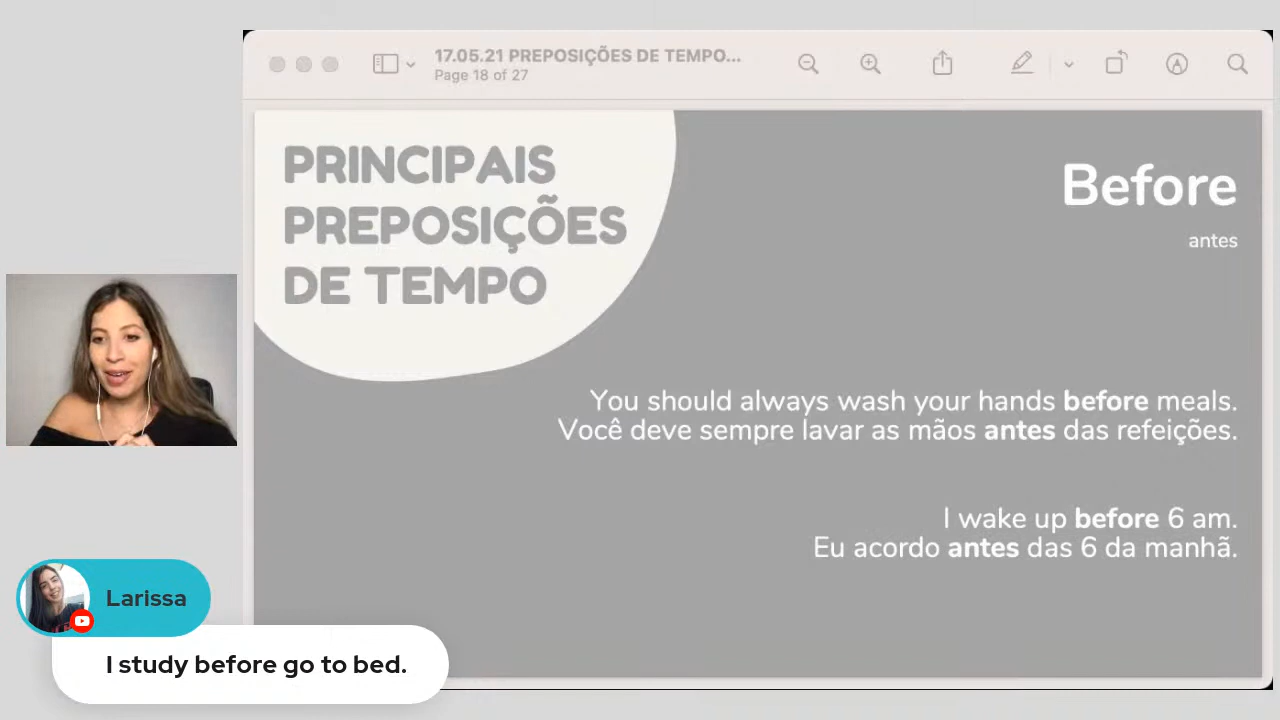 17.05.21 PREPOSIÇÕES DE TEMPO...
Page 18 of 27
PRINCIPAIS
PREPOSIÇÕES
DE TEMPO
Before
antes
You should always wash your hands before meals.
Você deve sempre lavar as mãos antes das refeições.
I wake up before 6 am.
Eu acordo antes das 6 da manhã.
Larissa
I study before go to bed.